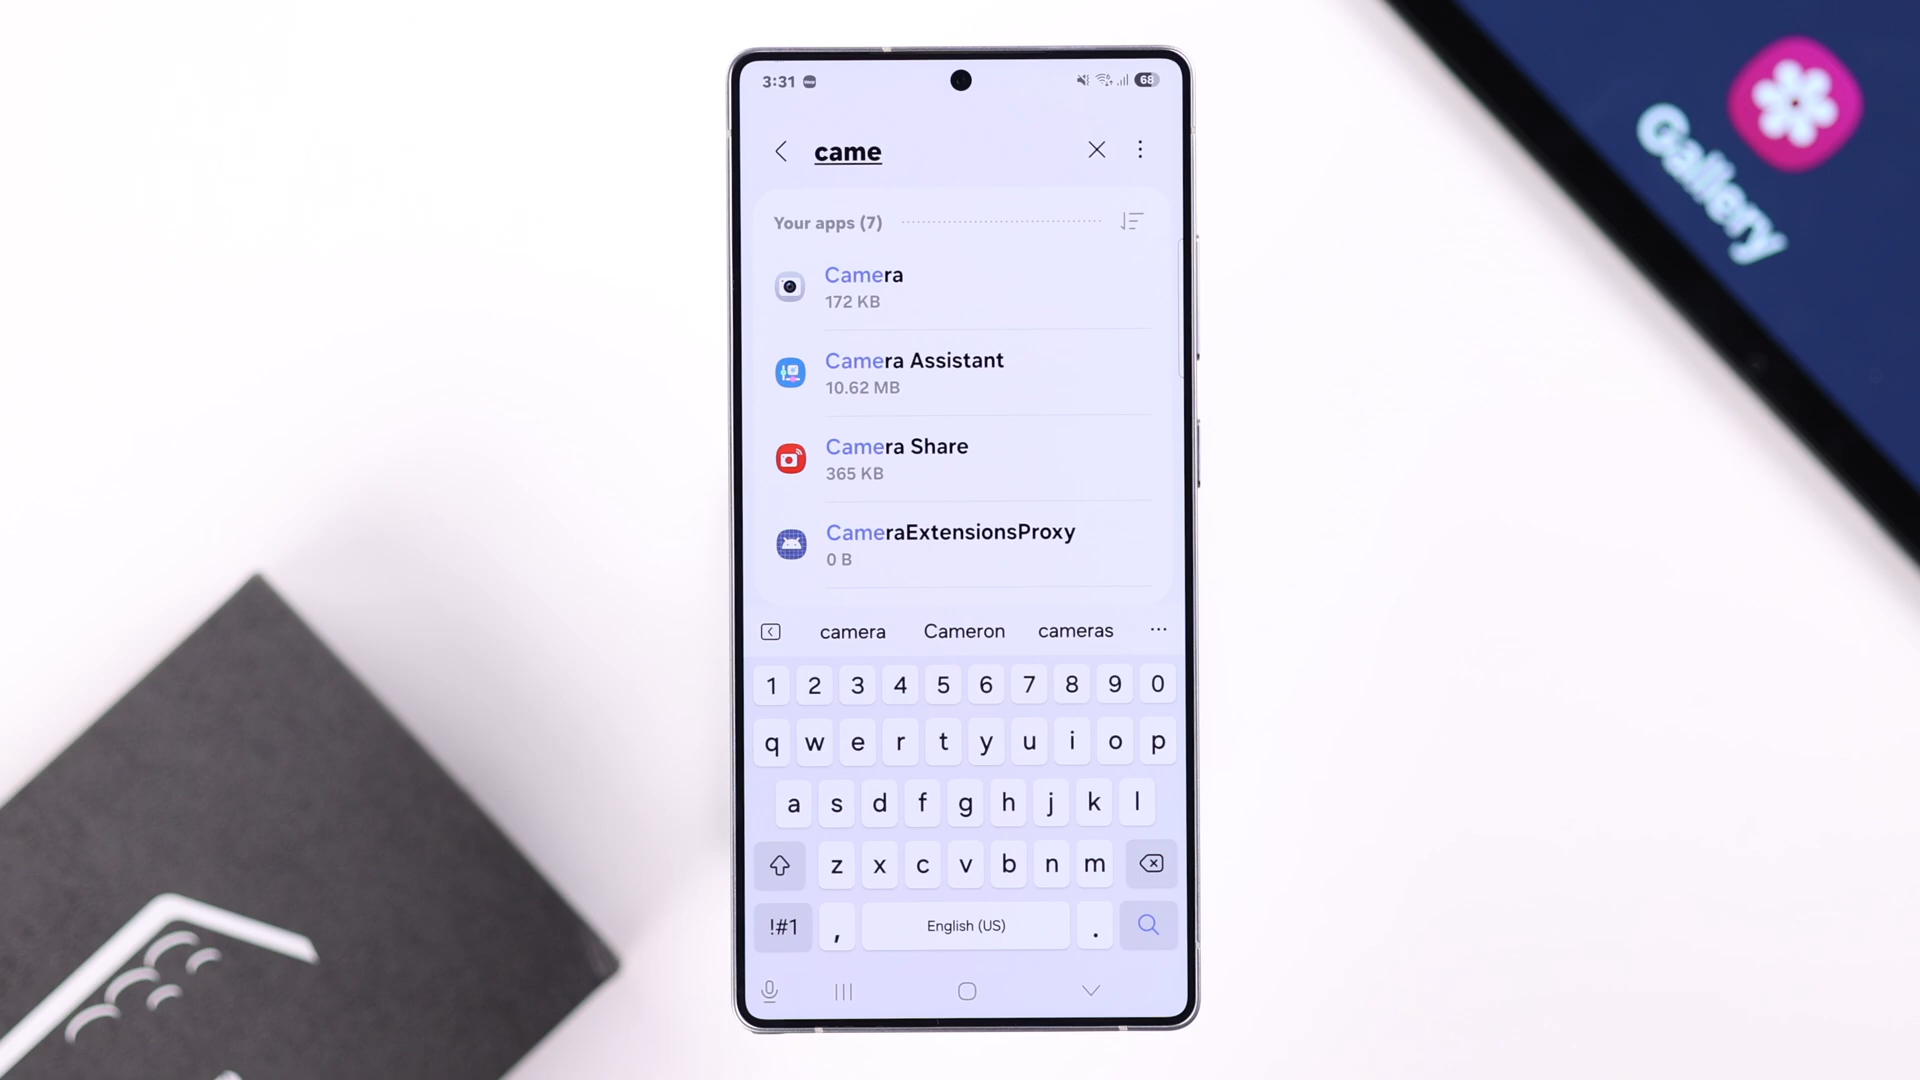 3:31
68
came
Your apps (7)
Camera
172 KB
Camera Assistant
10.62 MB
Camera Share
365 KB
CameraExtensionsProxy
0 B
camera Cameron cameras ...
1 2 3 4 5 6 7 8 9 0
q w e r t y u i o p
a s d f g h j k l
z x c v b n m
!#1 , English (US) .
Gallery